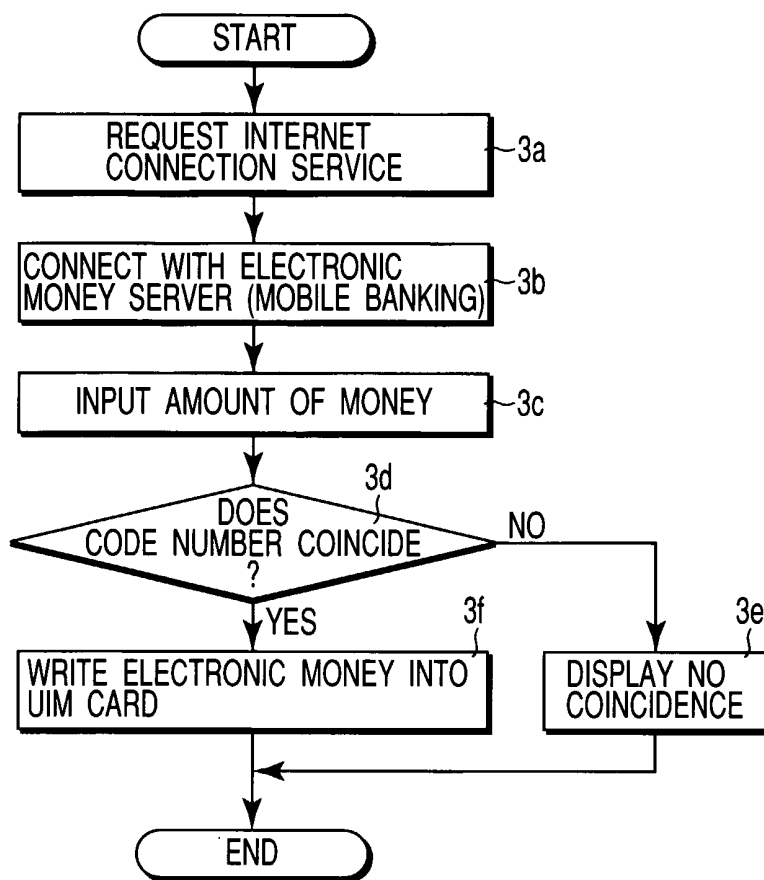 START
REQUEST INTERNET
CONNECTION SERVICE
3a
CONNECT WITH ELECTRONIC
MONEY SERVER (MOBILE BANKING)
3b
INPUT AMOUNT OF MONEY
3c
3d
DOES
CODE NUMBER COINCIDE
?
NO
YES
3f
WRITE ELECTRONIC MONEY INTO
UIM CARD
3e
DISPLAY NO
COINCIDENCE
END